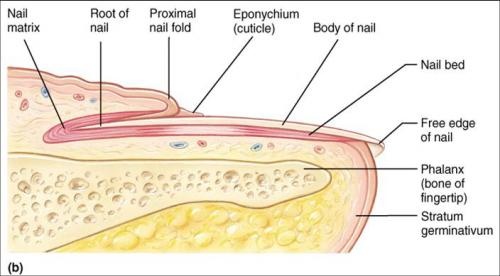 Nail
matrix
Root of
nail
Proximal
nail fold
Eponychium
(cuticle)
Body of nail
Nail bed
Free edge
of nail
Phalanx
(bone of
fingertip)
Stratum
germinativum
(b)